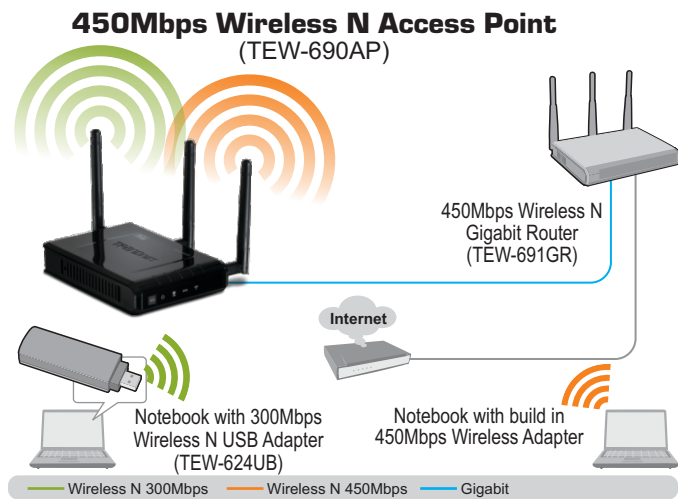 450Mbps Wireless N Access Point
(TEW-690AP)
TRENDNET
450Mbps Wireless N
Gigabit Router
(TEW-691GR)
Internet
Notebook with 300Mbps
Wireless N USB Adapter
(TEW-624UB)
Notebook with build in
450Mbps Wireless Adapter
Wireless N 300Mbps
Wireless N 450Mbps
Gigabit